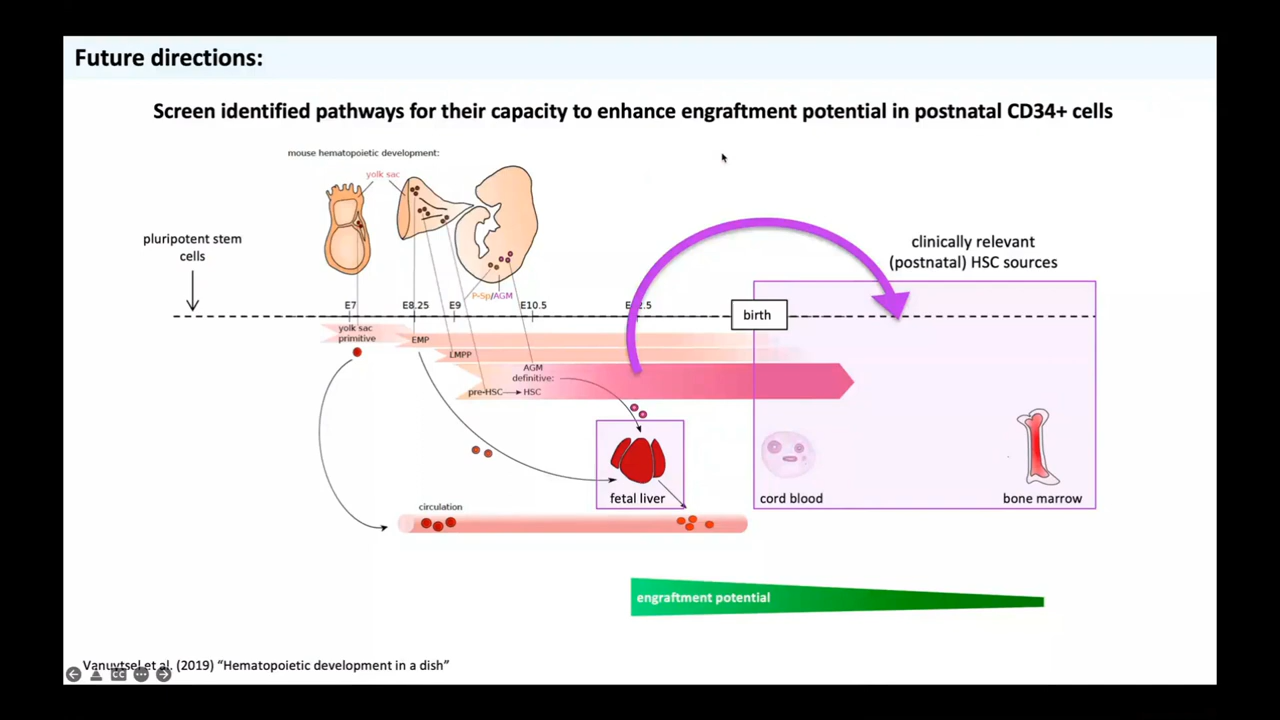 Future directions:
Screen identified pathways for their capacity to enhance engraftment potential in postnatal CD34+ cells
mouse hematopoietic development:
yolk sac
pluripotent stem
cells
clinically relevant
(postnatal) HSC sources
P-Sp/AGM
E7
E8.25
E9
E10.5
birth
yolk sac
primitive
EMP
LMPP
AGM
definitive:
pre-HSC
HSC
fetal liver
cord blood
bone marrow
circulation
engraftment potential
Vanuytsel et al. (2019) “Hematopoietic development in a dish”
CC